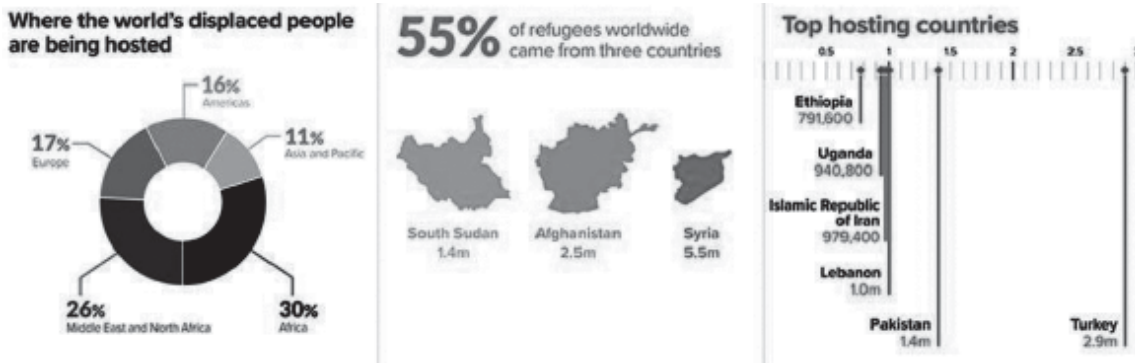 Where the world's displaced people
are being hosted
16%
Americas
17%
Europe
11%
Asia and Pacific
26%
Middle East and North Africa
30%
Africa
55% of refugees worldwide
came from three countries
South Sudan
1.4m
Afghanistan
2.5m
Syria
5.5m
Top hosting countries
0.5 1 1.5 2 2.5
Ethiopia
791,600
Uganda
940,800
Islamic Republic
of Iran
979,400
Lebanon
1.0m
Pakistan
1.4m
Turkey
2.9m